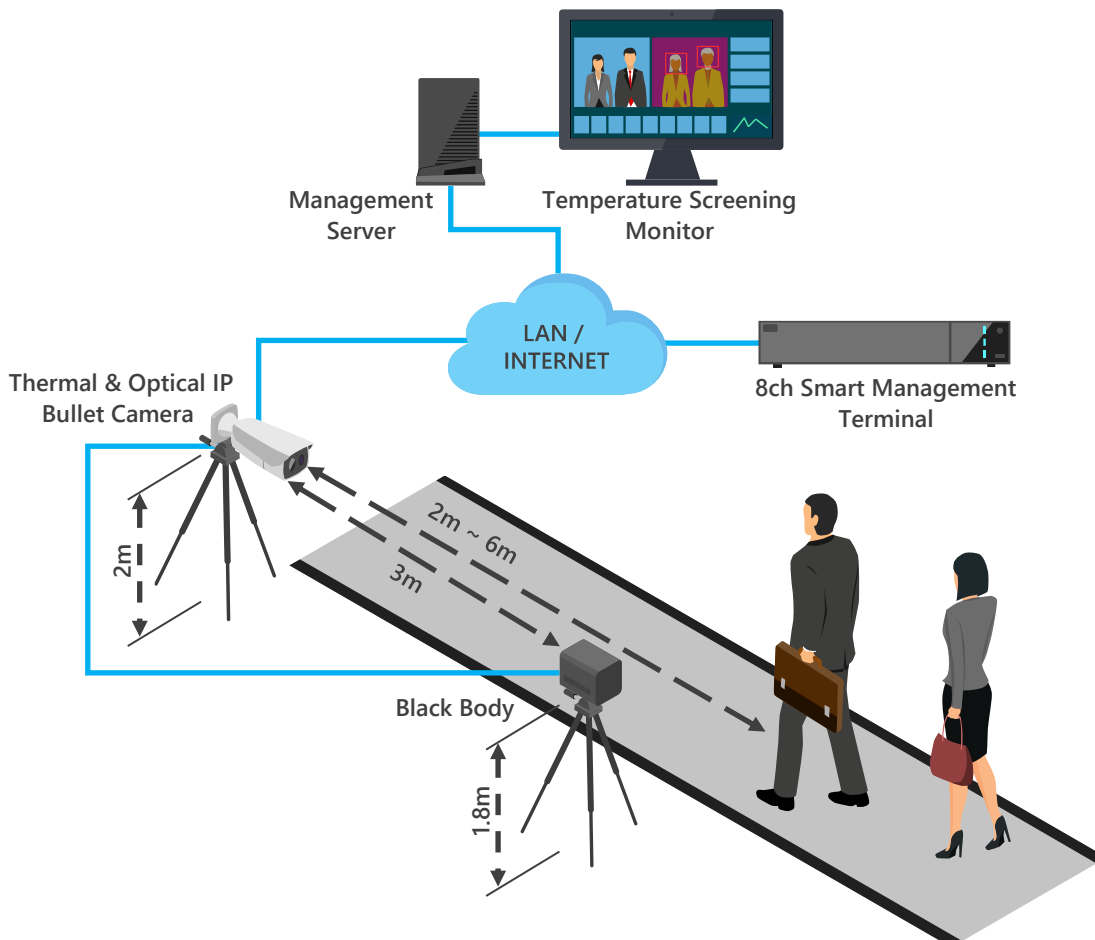 Management
Server
Temperature Screening
Monitor
LAN /
INTERNET
8ch Smart Management
Terminal
Thermal & Optical IP
Bullet Camera
2m
2m ~ 6m
3m
Black Body
1.8m